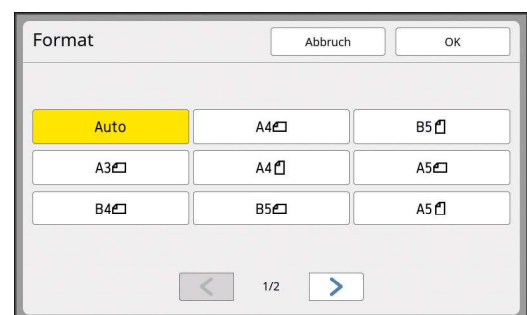 Format Abbruch OK
Auto A4 B5
A3 A4 A5
B4 B5 A5
1/2